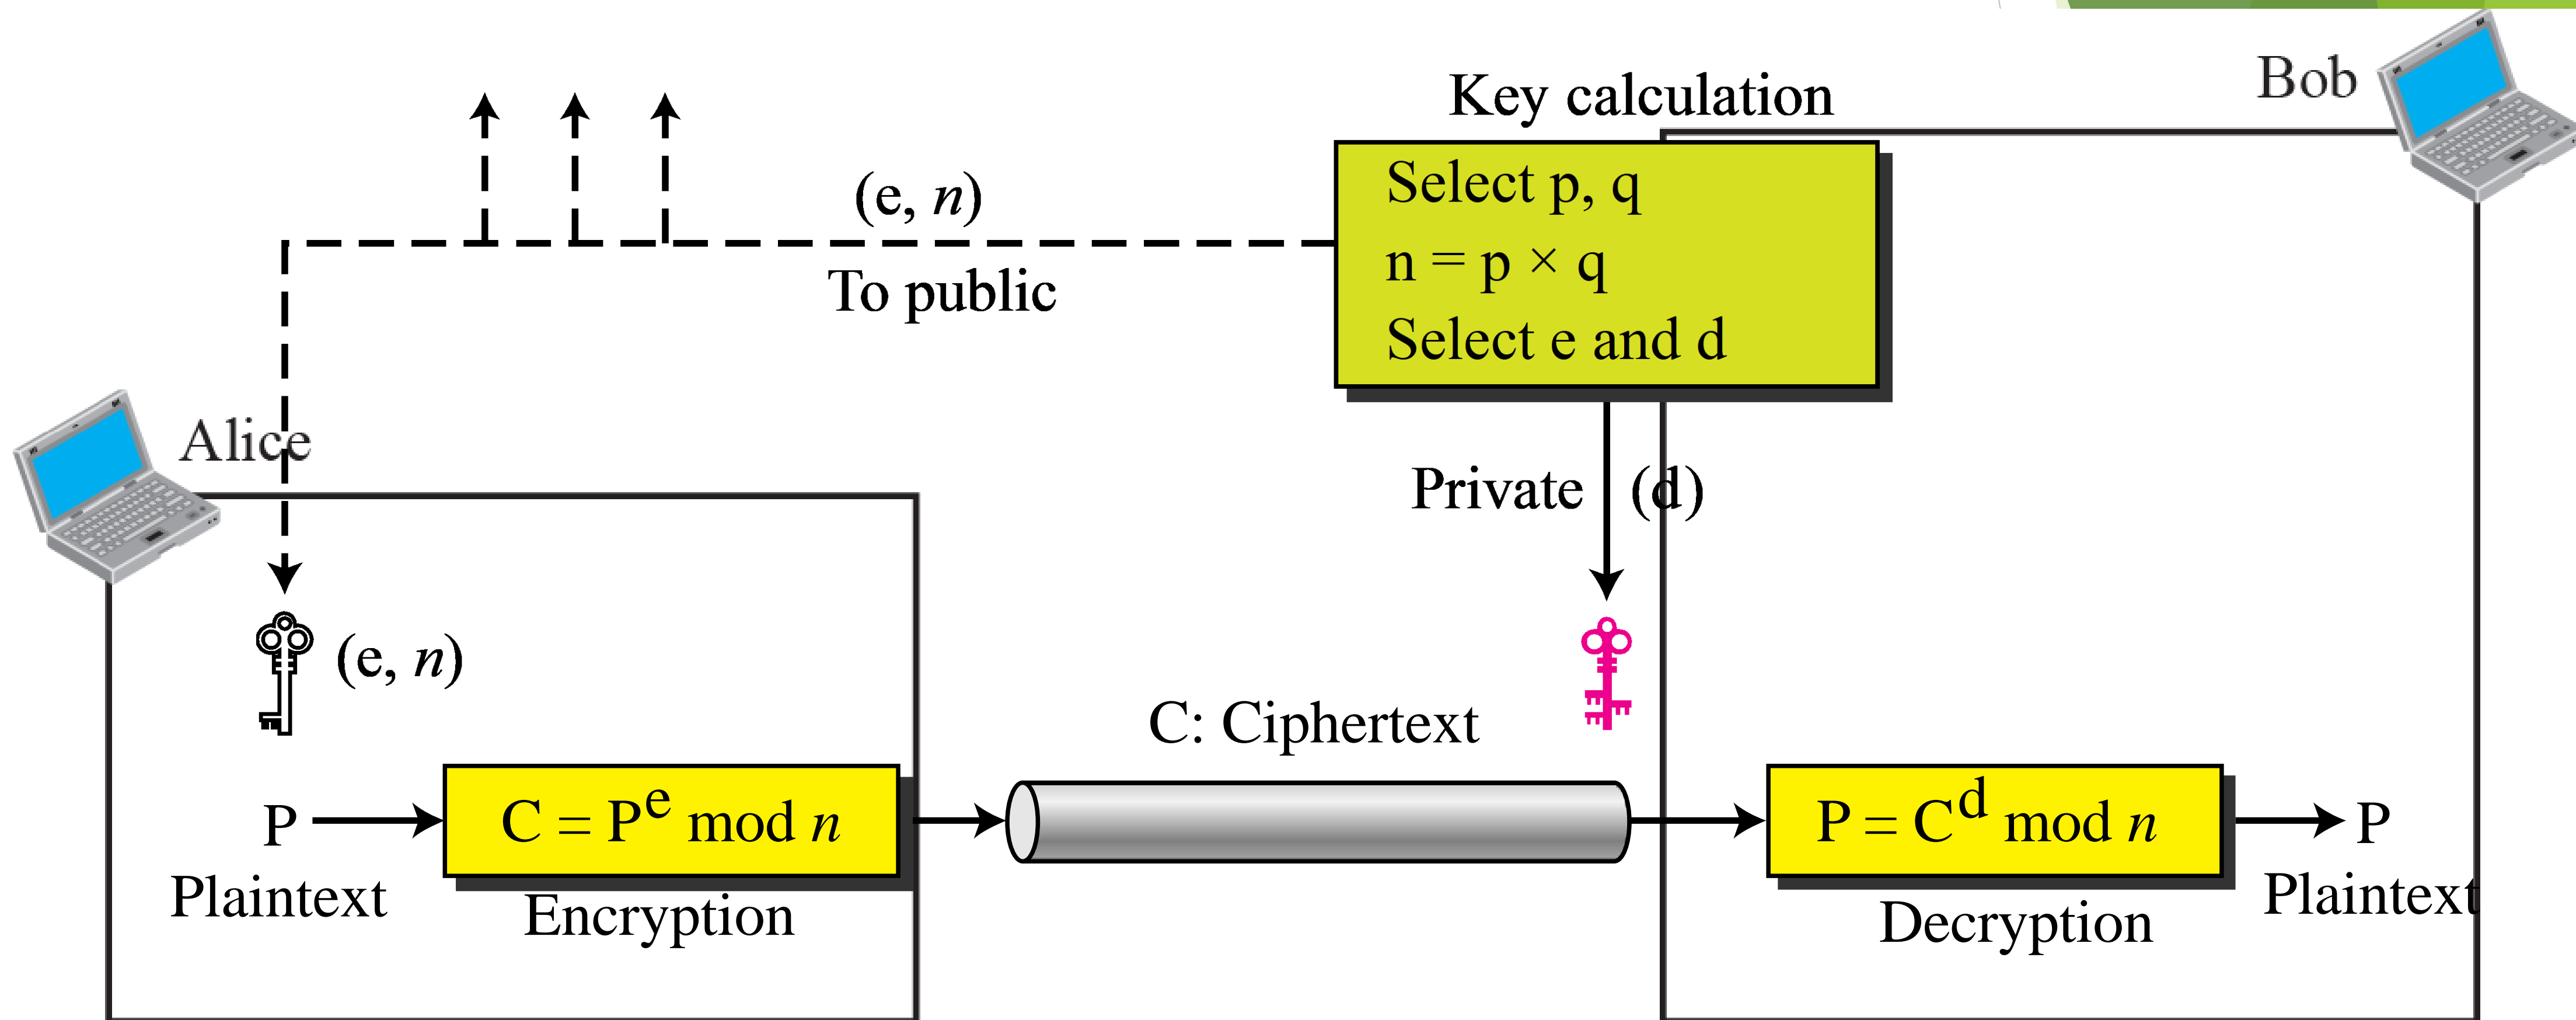 Bob
Key calculation
Select p, q
n = p × q
Select e and d
(e, n)
To public
Alice
Private (d)
(e, n)
C: Ciphertext
P
C = Pᵉ mod n
P = Cᵈ mod n
P
Plaintext
Encryption
Decryption
Plaintext